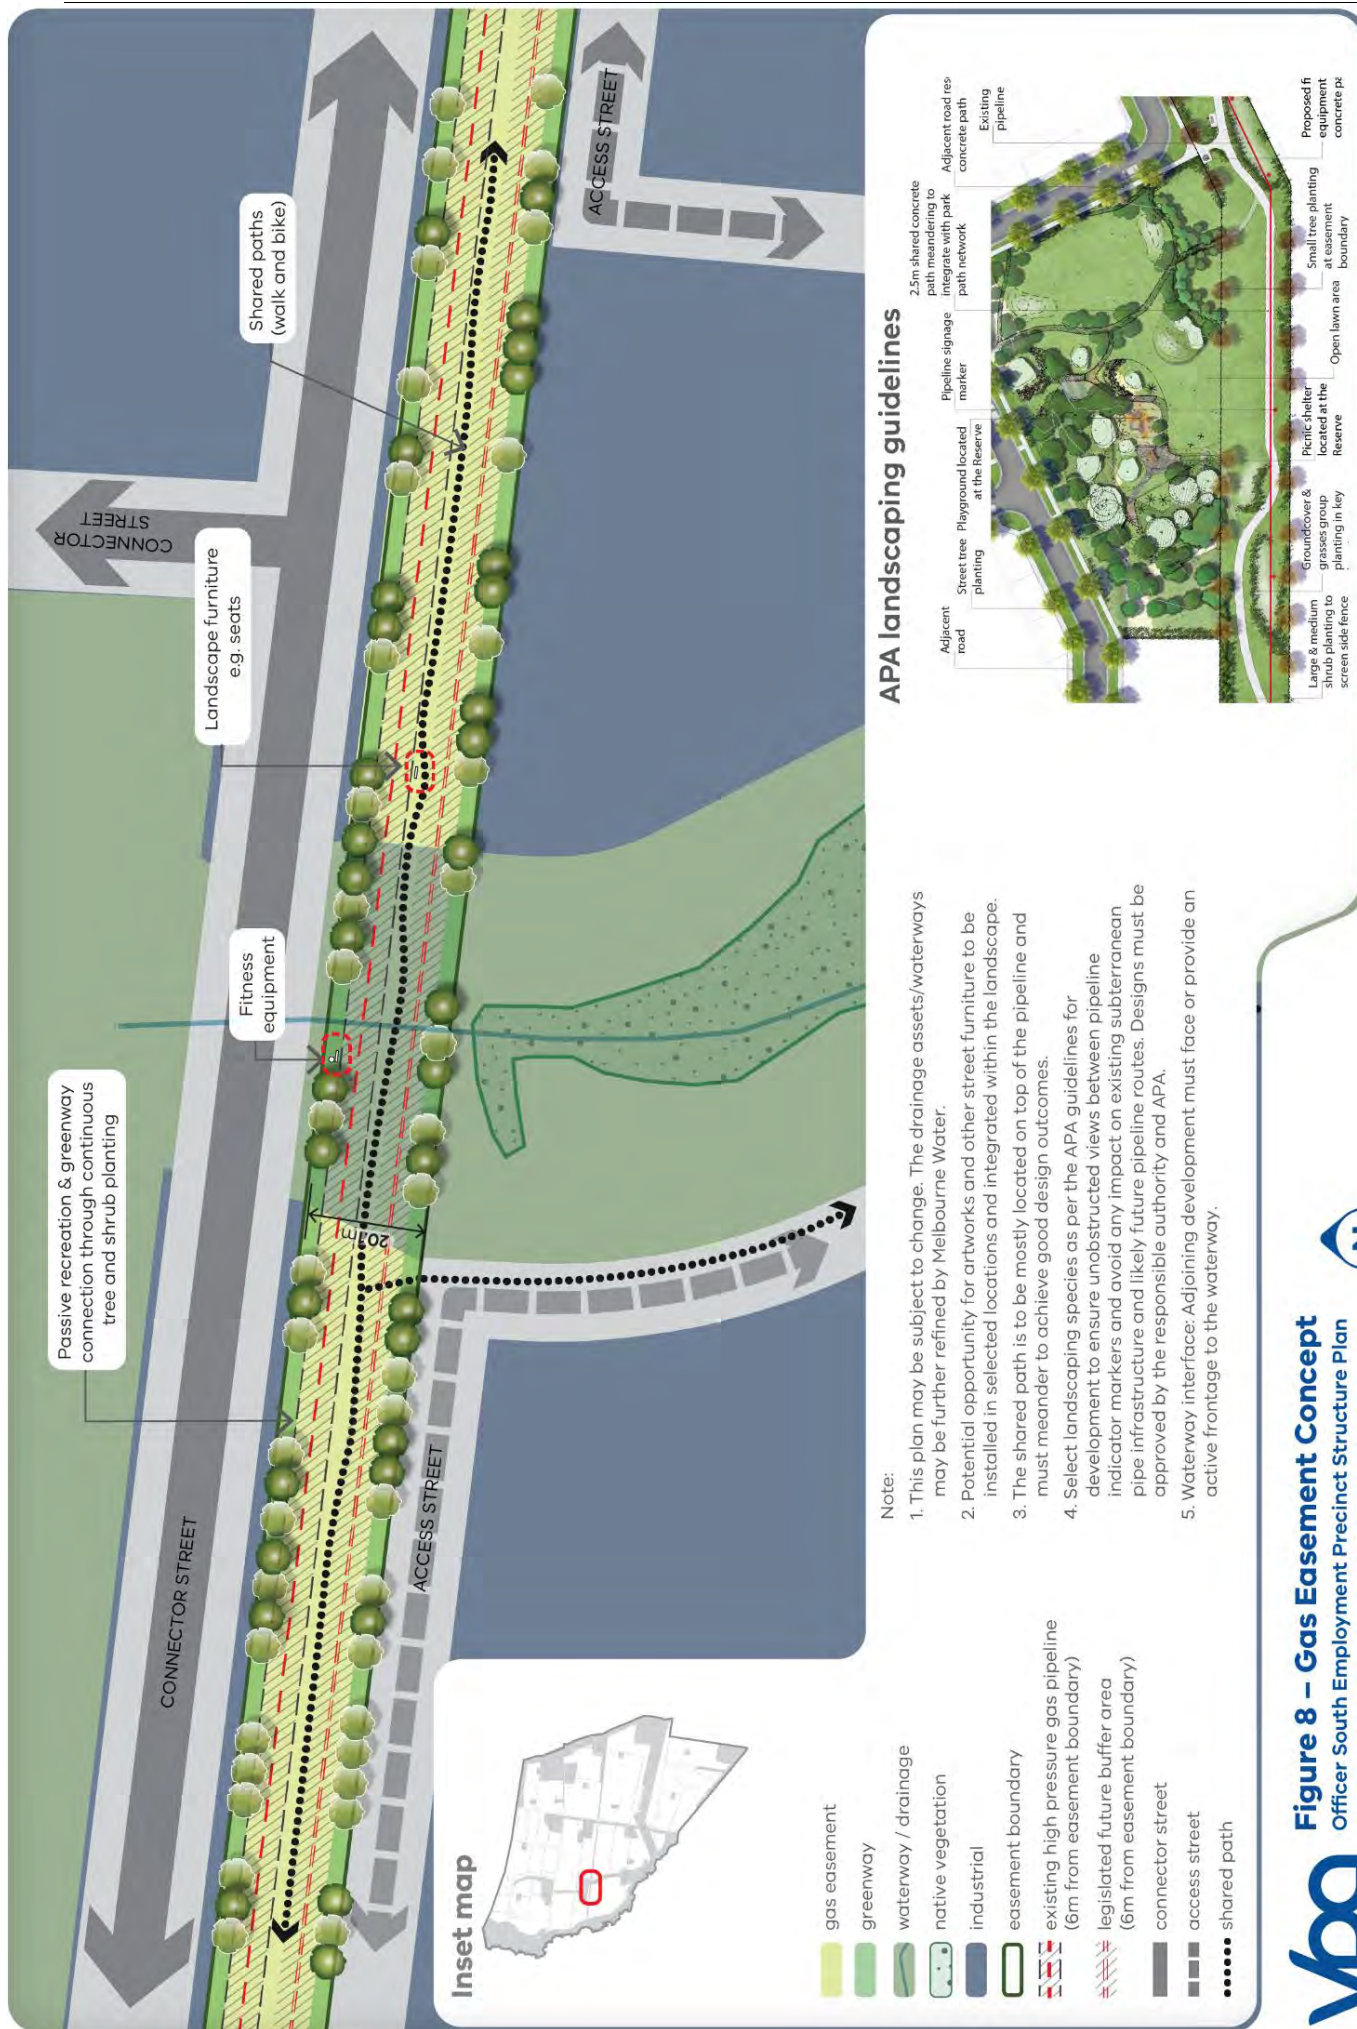 Passive recreation & greenway
connection through continuous
tree and shrub planting
Fitness
equipment
Landscape furniture
e.g. seats
Shared paths
(walk and bike)
CONNECTOR STREET
CONNECTOR
STREET
ACCESS STREET
ACCESS STREET
20.1m
Inset map
gas easement
greenway
waterway / drainage
native vegetation
industrial
easement boundary
existing high pressure gas pipeline
(6m from easement boundary)
legislated future buffer area
(6m from easement boundary)
connector street
access street
shared path
Note:
1. This plan may be subject to change. The drainage assets/waterways
may be further refined by Melbourne Water.
2. Potential opportunity for artworks and other street furniture to be
installed in selected locations and integrated within the landscape.
3. The shared path is to be mostly located on top of the pipeline and
must meander to achieve good design outcomes.
4. Select landscaping species as per the APA guidelines for
development to ensure unobstructed views between pipeline
indicator markers and avoid any impact on existing subterranean
pipe infrastructure and likely future pipeline routes. Designs must be
approved by the responsible authority and APA.
5. Waterway interface: Adjoining development must face or provide an
active frontage to the waterway.
APA landscaping guidelines
Adjacent
road
Street tree
planting
Playground located
at the Reserve
Pipeline signage
marker
2.5m shared concrete
path meandering to
integrate with park
path network
Adjacent road res
concrete path
Existing
pipeline
Large & medium
shrub planting to
screen side fence
Groundcover &
grasses group
planting in key
Picnic shelter
located at the
Reserve
Open lawn area
Small tree planting
at easement
boundary
Proposed fi
equipment
concrete pa
vpa
Figure 8 – Gas Easement Concept
Officer South Employment Precinct Structure Plan